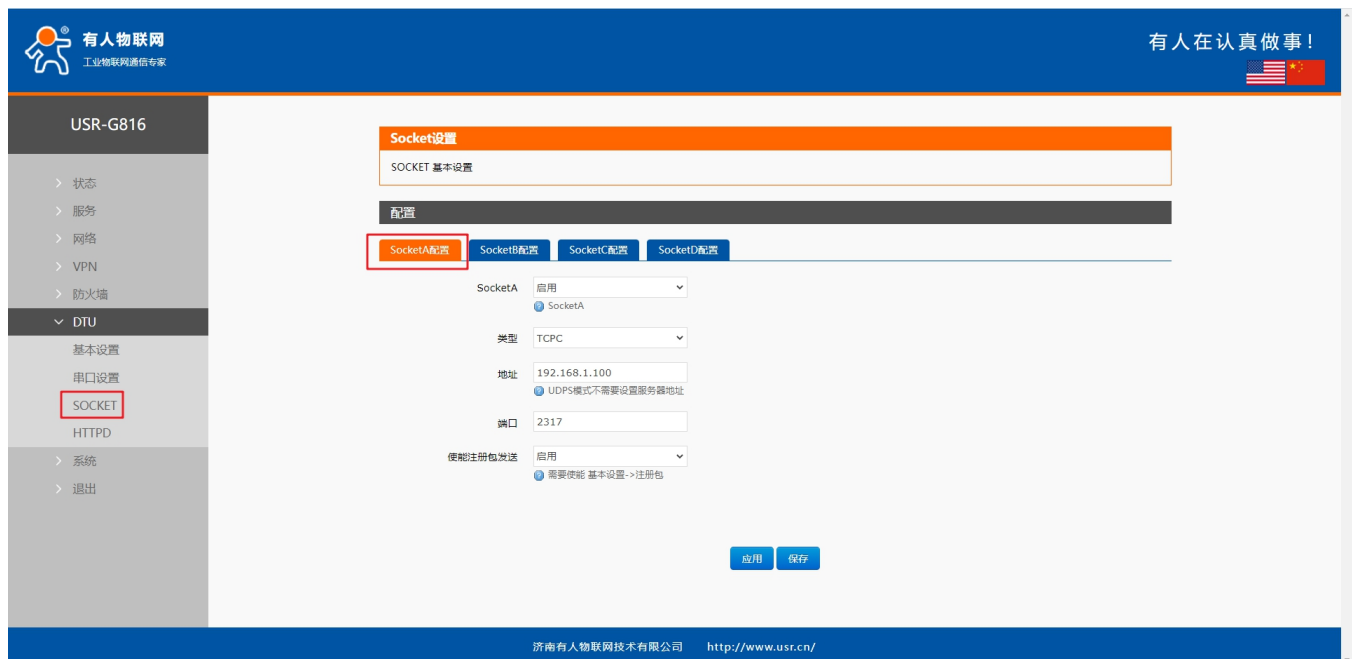 有人物联网
工业物联网通信专家
有人在认真做事!
USR-G816
状态
服务
网络
VPN
防火墙
DTU
基本设置
串口设置
SOCKET
HTTPD
系统
退出
Socket设置
SOCKET 基本设置
配置
SocketA配置 SocketB配置 SocketC配置 SocketD配置
SocketA 启用
SocketA
类型 TCPC
地址 192.168.1.100
UDPS模式不需要设置服务器地址
端口 2317
使能注册包发送 启用
需要使能 基本设置->注册包
应用 保存
济南有人物联网技术有限公司 http://www.usr.cn/